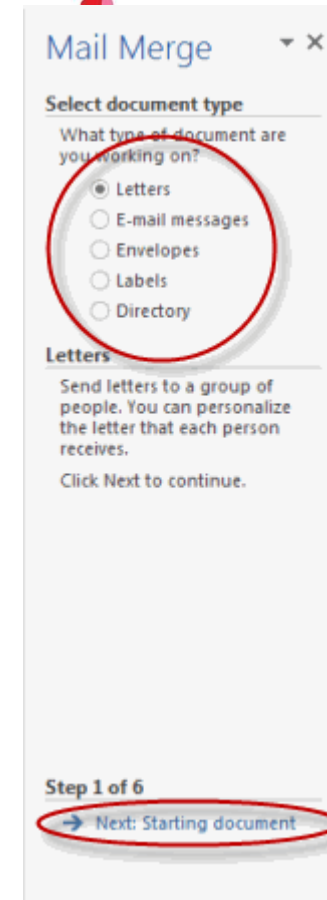 Mail Merge
Select document type
What type of document are
you working on?
Letters
E-mail messages
Envelopes
Labels
Directory
Letters
Send letters to a group of
people. You can personalize
the letter that each person
receives.
Click Next to continue.
Step 1 of 6
Next: Starting document